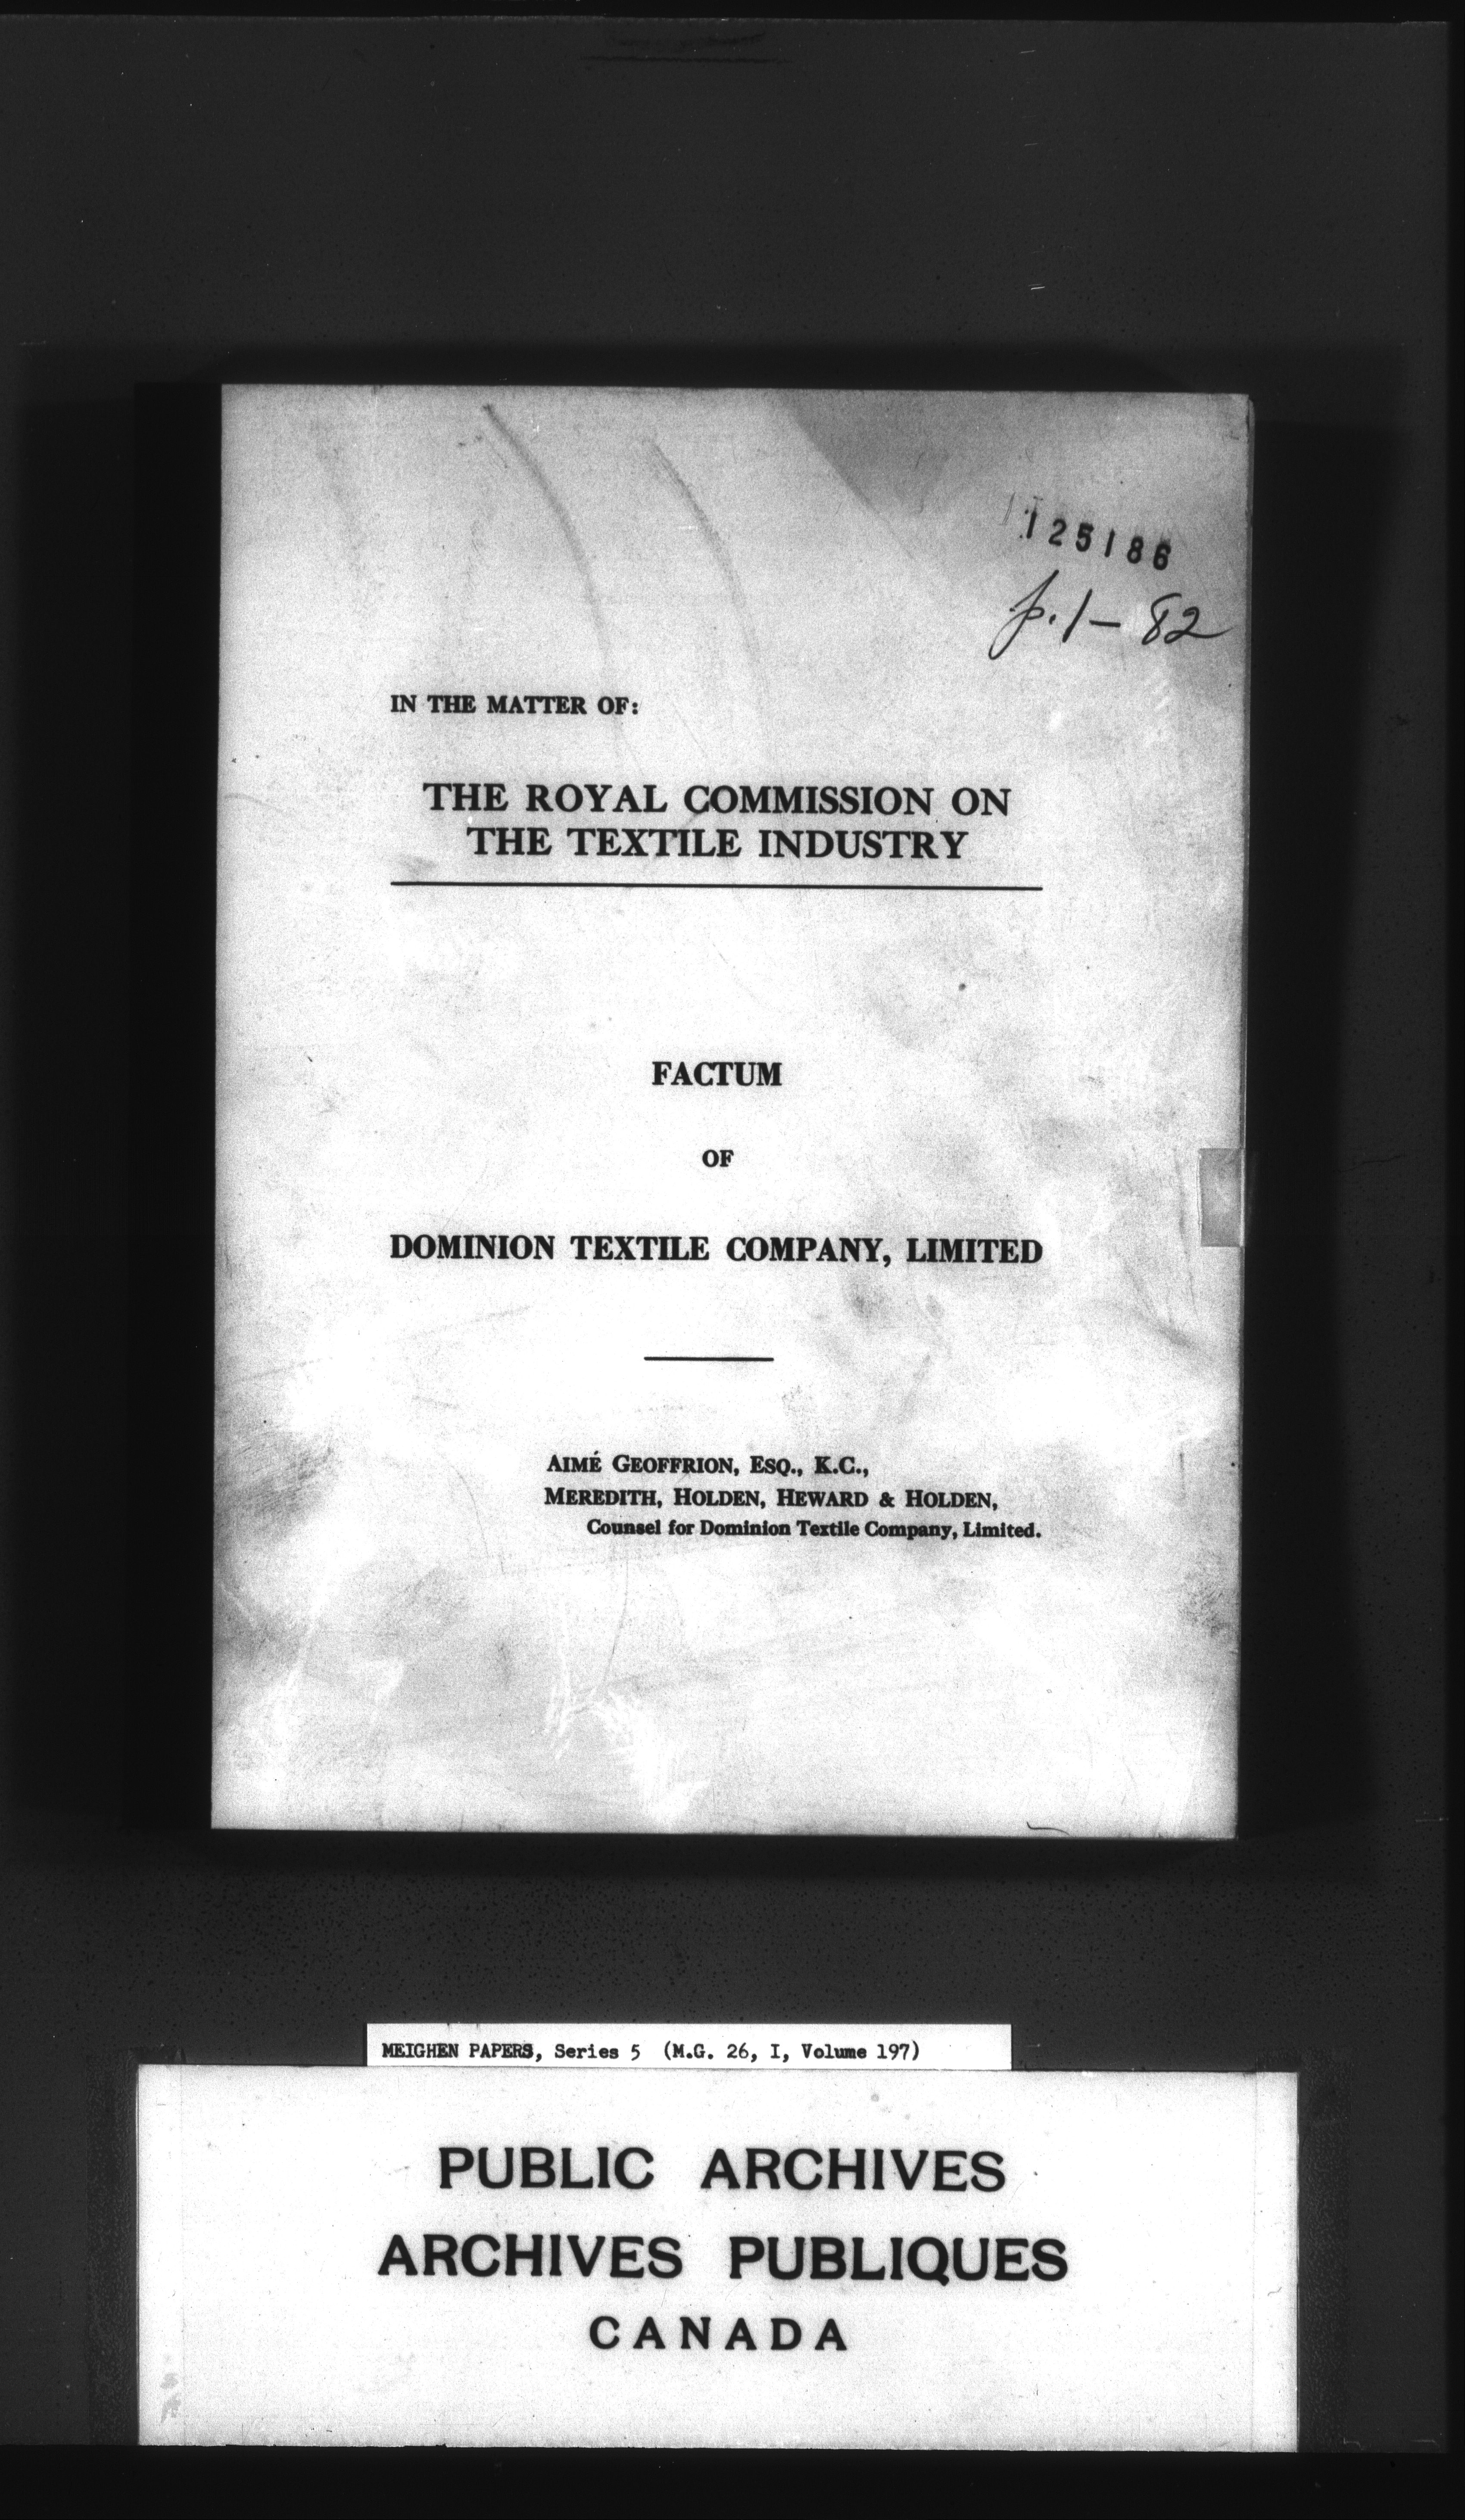 125186
p. 1 - 82
IN THE MATTER OF:
THE ROYAL COMMISSION ON
THE TEXTILE INDUSTRY
FACTUM
OF
DOMINION TEXTILE COMPANY, LIMITED
AIMÉ GEOFFRION, ESQ., K.C.,
MEREDITH, HOLDEN, HEWARD & HOLDEN,
Counsel for Dominion Textile Company, Limited.
MEIGHEN PAPERS, Series 5 (M.G. 26, I, Volume 197)
PUBLIC ARCHIVES
ARCHIVES PUBLIQUES
CANADA